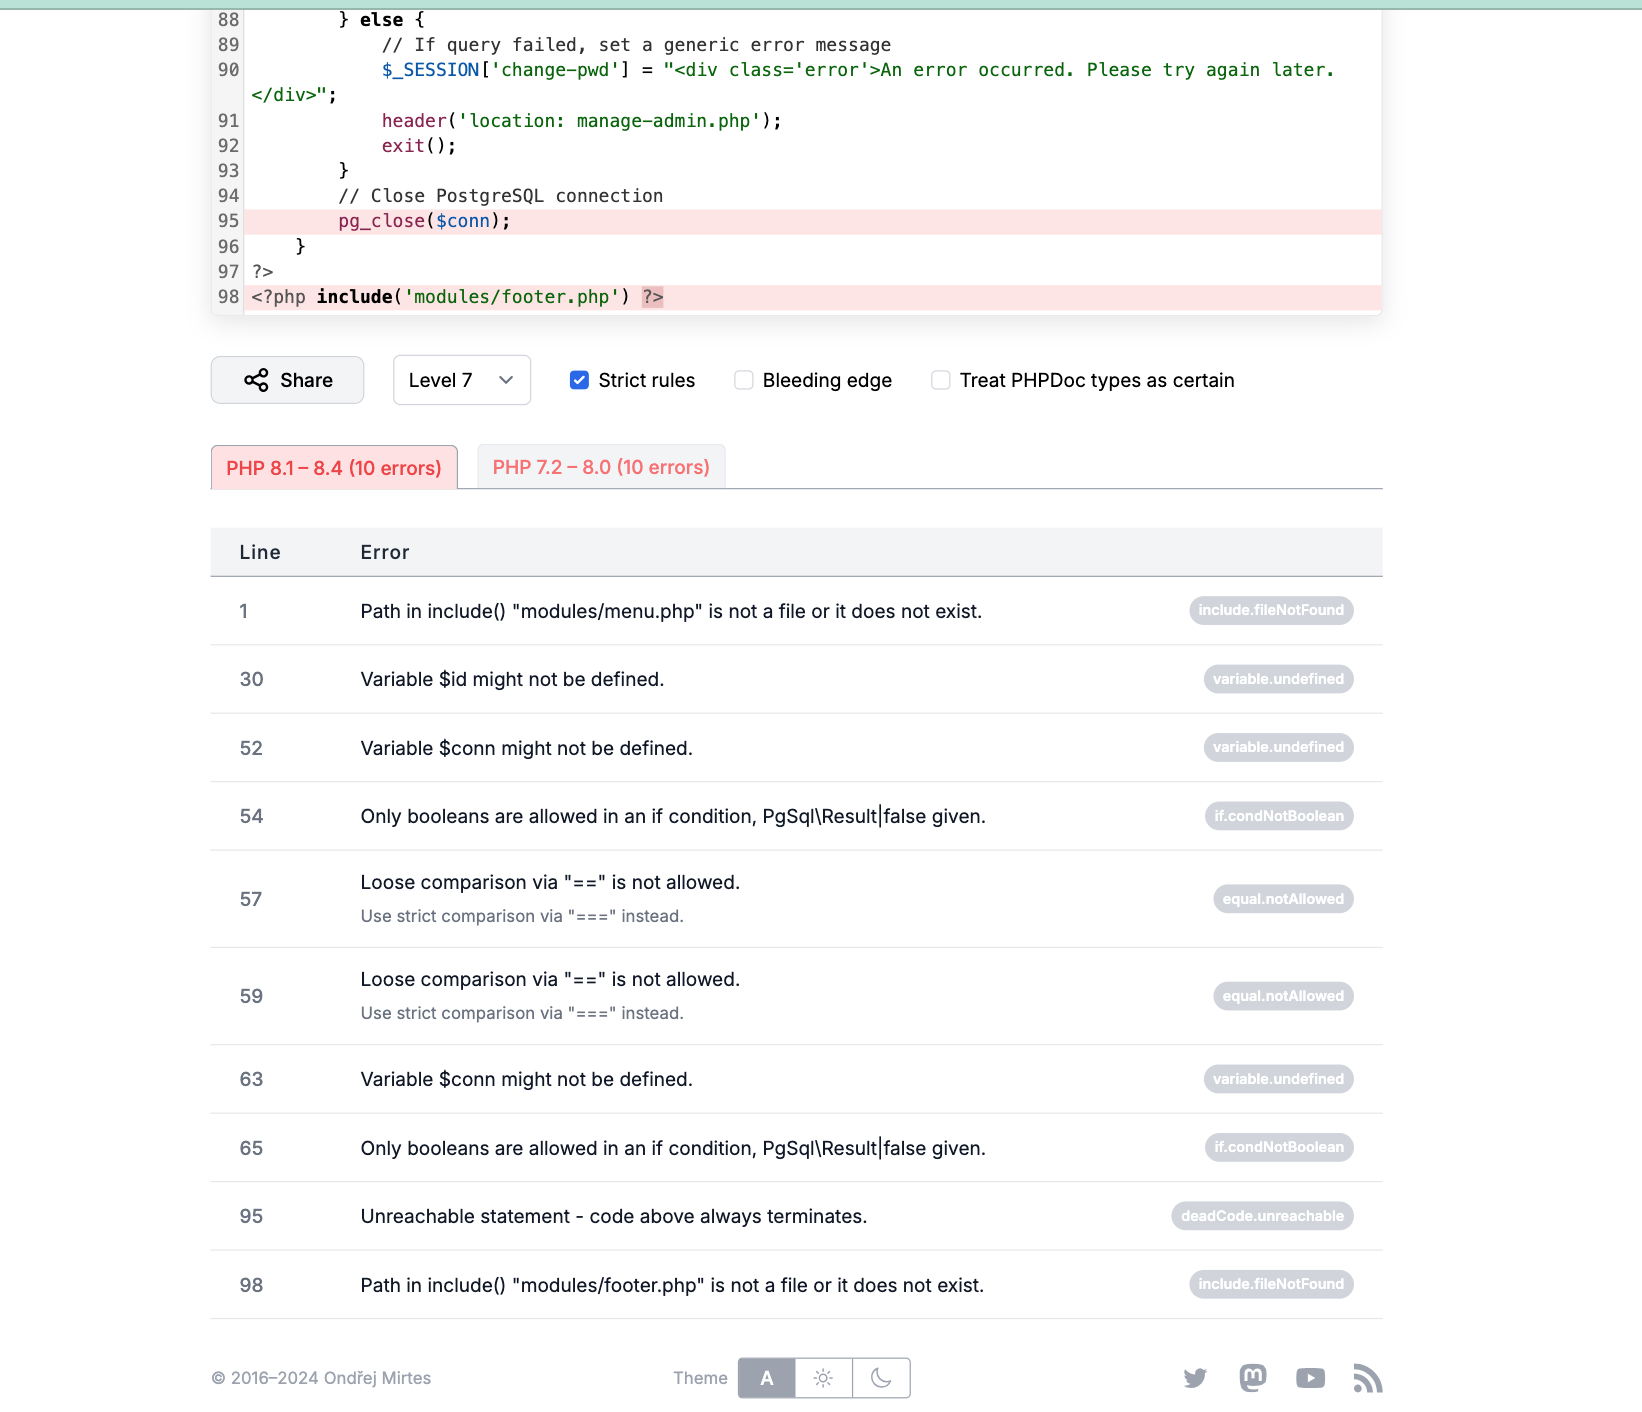 88         } else {
89             // If query failed, set a generic error message
90             $_SESSION['change-pwd'] = "<div class='error'>An error occurred. Please try again later.
</div>";
91             header('location: manage-admin.php');
92             exit();
93         }
94         // Close PostgreSQL connection
95         pg_close($conn);
96     }
97 ?>
98 <?php include('modules/footer.php') ?>
Share
Level 7
Strict rules
Bleeding edge
Treat PHPDoc types as certain
PHP 8.1 – 8.4 (10 errors)
PHP 7.2 – 8.0 (10 errors)
Line Error
1 Path in include() "modules/menu.php" is not a file or it does not exist. include.fileNotFound
30 Variable $id might not be defined. variable.undefined
52 Variable $conn might not be defined. variable.undefined
54 Only booleans are allowed in an if condition, PgSql\Result|false given. if.condNotBoolean
57 Loose comparison via "==" is not allowed. equal.notAllowed
Use strict comparison via "===" instead.
59 Loose comparison via "==" is not allowed. equal.notAllowed
Use strict comparison via "===" instead.
63 Variable $conn might not be defined. variable.undefined
65 Only booleans are allowed in an if condition, PgSql\Result|false given. if.condNotBoolean
95 Unreachable statement - code above always terminates. deadCode.unreachable
98 Path in include() "modules/footer.php" is not a file or it does not exist. include.fileNotFound
© 2016–2024 Ondřej Mirtes
Theme A